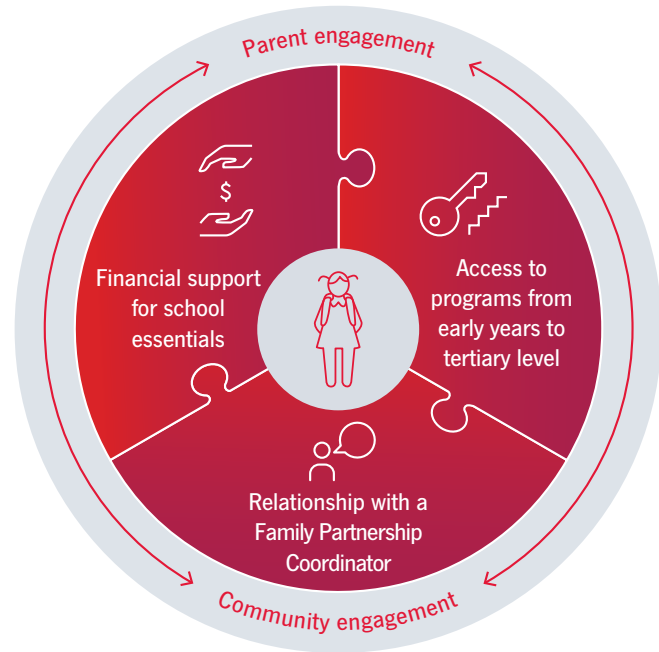 Parent engagement
$
Financial support
for school
essentials
Access to
programs from
early years to
tertiary level
Relationship with a
Family Partnership
Coordinator
Community engagement